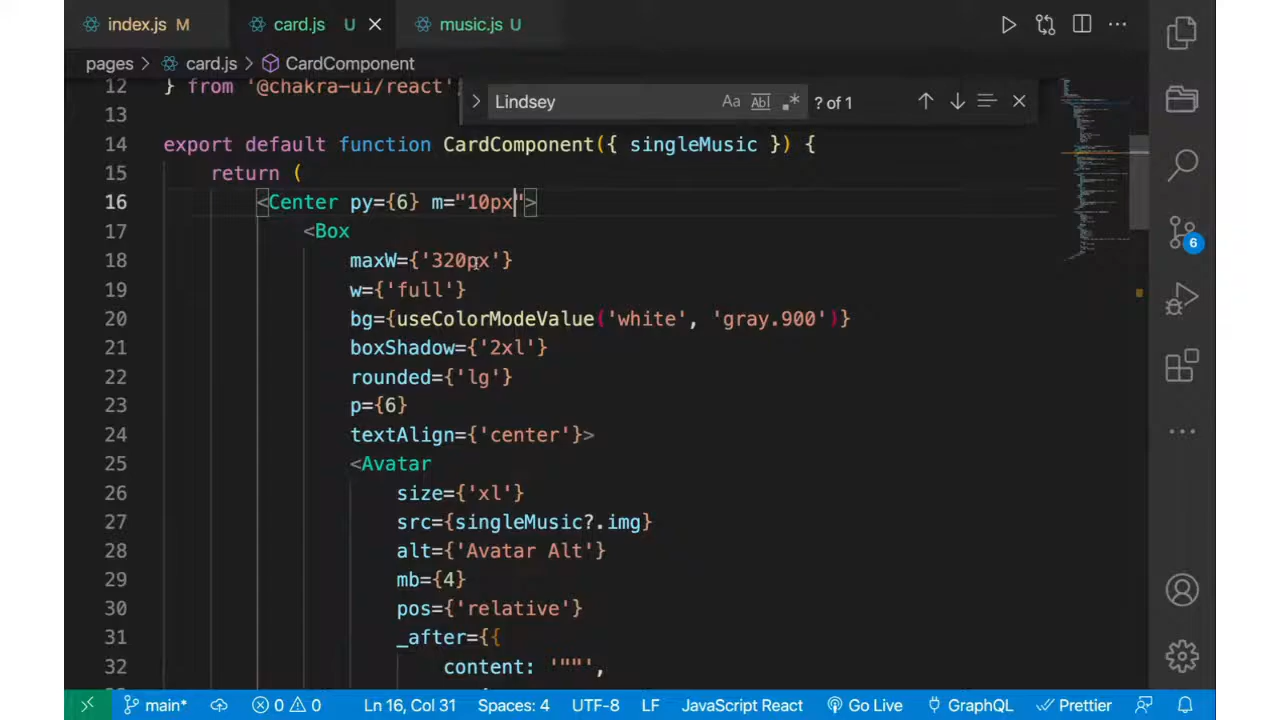 index.js M card.js U music.js U
pages card.js CardComponent
12 } from '@chakra-ui/react'
Lindsey Aa Abl .* ? of 1
13
14 export default function CardComponent({ singleMusic }) {
15 return (
16 <Center py={6} m="10px">
17 <Box
18 maxW={'320px'}
19 w={'full'}
20 bg={useColorModeValue('white', 'gray.900')}
21 boxShadow={'2xl'}
22 rounded={'lg'}
23 p={6}
24 textAlign={'center'}>
25 <Avatar
26 size={'xl'}
27 src={singleMusic?.img}
28 alt={'Avatar Alt'}
29 mb={4}
30 pos={'relative'}
31 _after={{
32 content: '""',
6
main* 0 0 Ln 16, Col 31 Spaces: 4 UTF-8 LF JavaScript React Go Live GraphQL Prettier